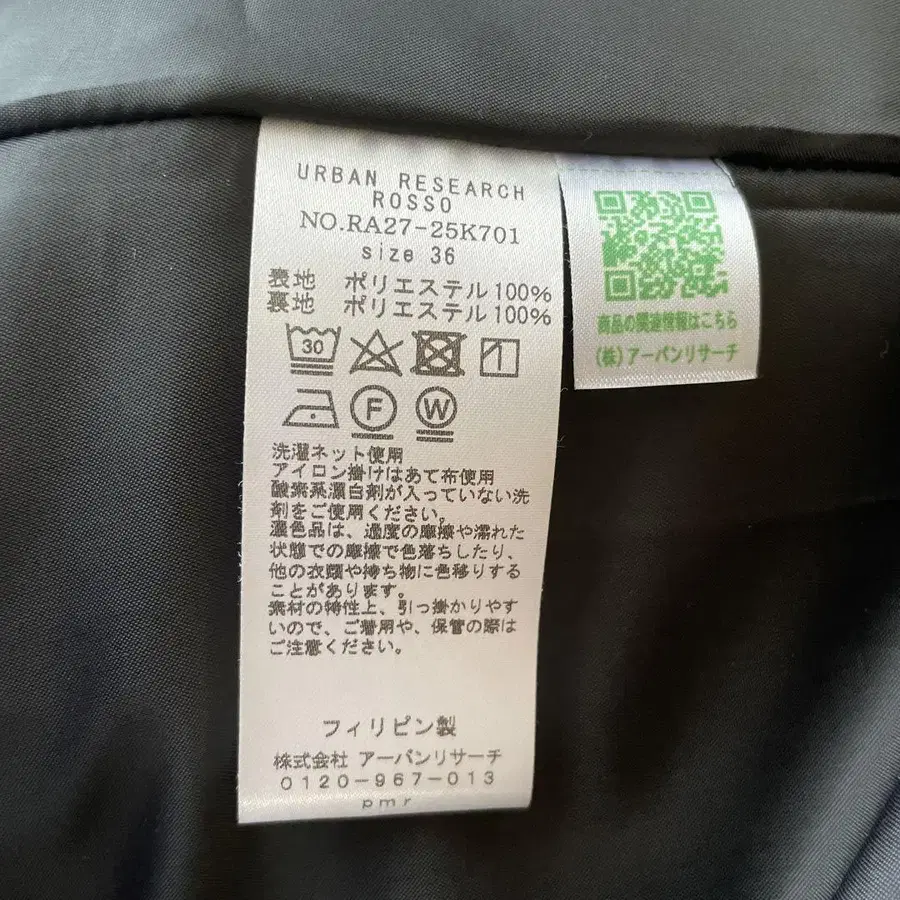 URBAN RESEARCH
ROSSO
NO.RA27-25K701
size 36
表地 ポリエステル100%
裏地 ポリエステル100%
30
F W
洗濯ネット使用
アイロン掛けはあて布使用
酸素系漂白剤が入っていない洗
剤をご使用ください。
濃色品は、過度の摩擦や濡れた
状態での摩擦で色落ちしたり、
他の衣類や持ち物に色移りする
ことがあります。
素材の特性上、引っ掛かりやす
いので、ご着用や、保管の際は
ご注意ください。
フィリピン製
株式会社 アーバンリサーチ
0120-967-013
pmr
商品の関連情報はこちら
(株)アーバンリサーチ